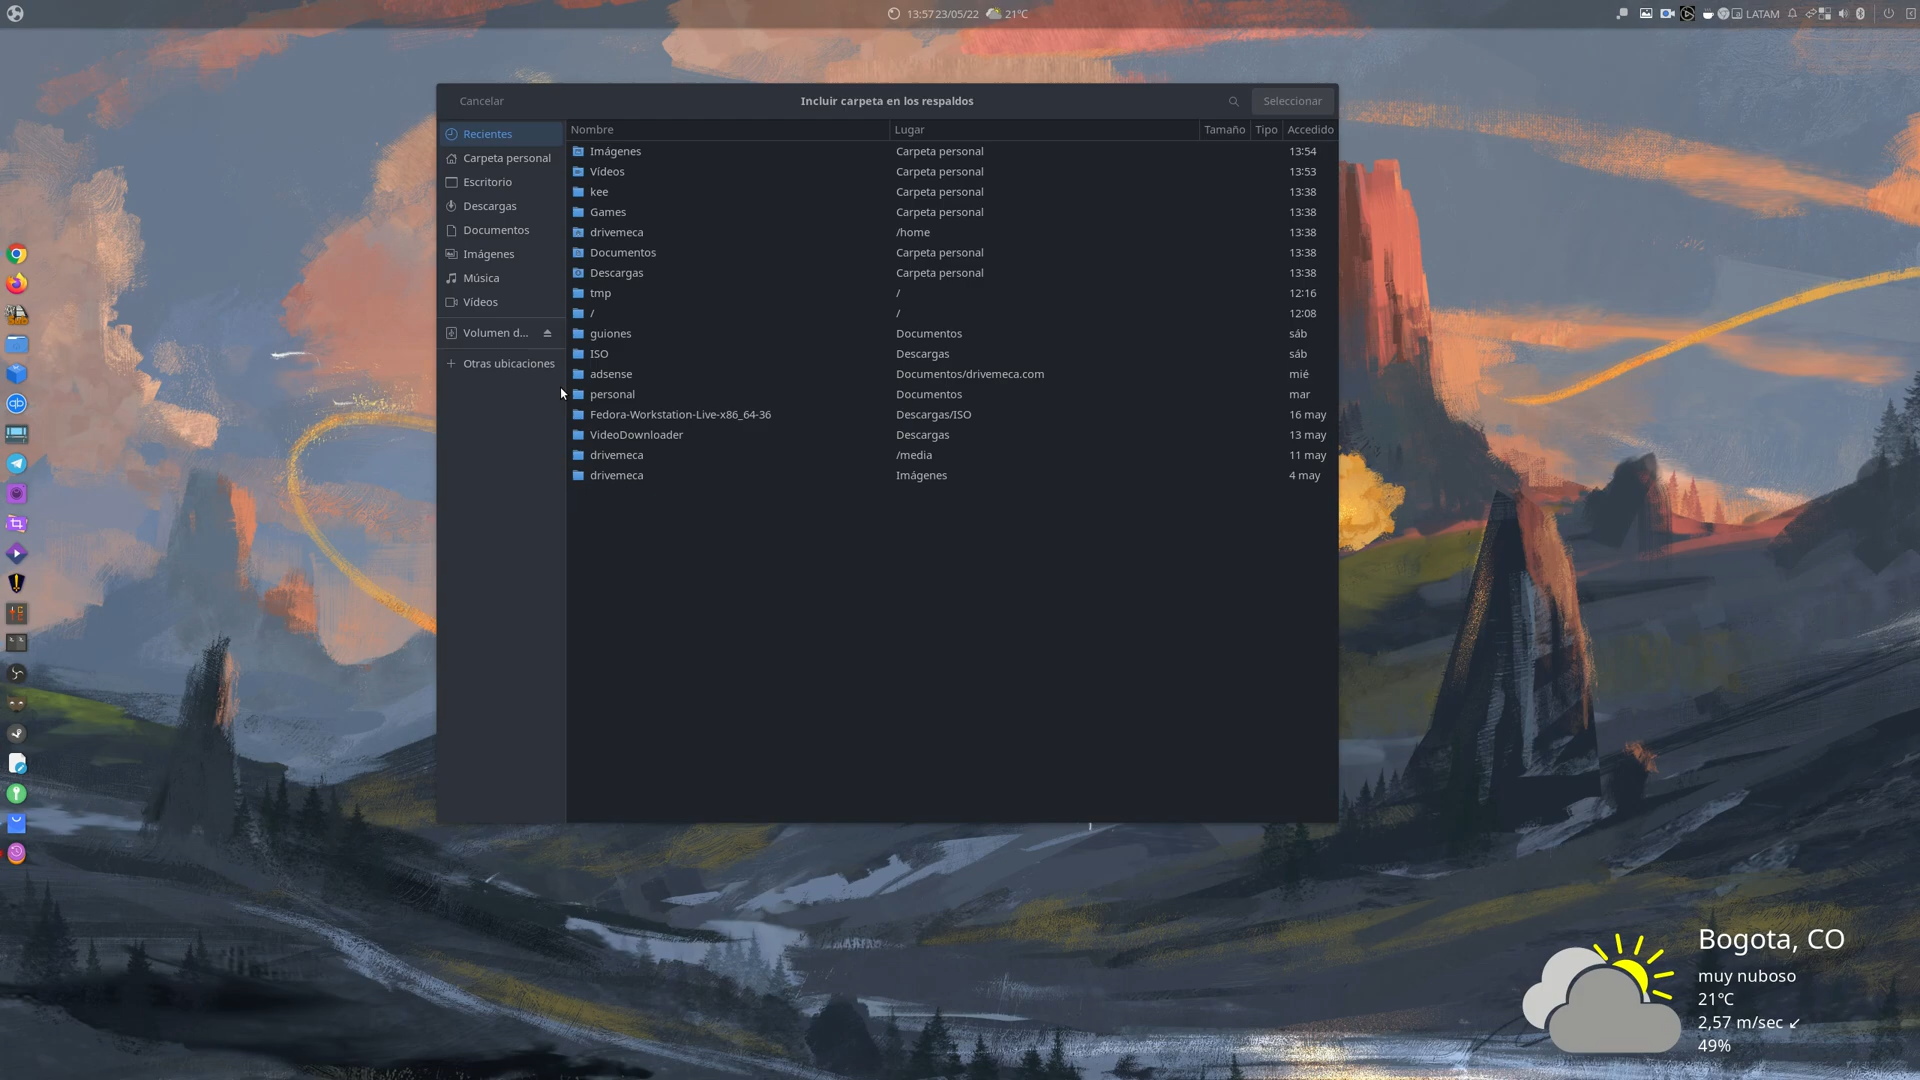 13:57 23/05/22 21°C
LATAM
Cancelar
Incluir carpeta en los respaldos
Seleccionar
Recientes
Carpeta personal
Escritorio
Descargas
Documentos
Imágenes
Música
Vídeos
Volumen d...
Otras ubicaciones
Nombre Lugar Tamaño Tipo Accedido
Imágenes Carpeta personal 13:54
Vídeos Carpeta personal 13:53
kee Carpeta personal 13:38
Games Carpeta personal 13:38
drivemeca /home 13:38
Documentos Carpeta personal 13:38
Descargas Carpeta personal 13:38
tmp / 12:16
/ / 12:08
guiones Documentos sáb
ISO Descargas sáb
adsense Documentos/drivemeca.com mié
personal Documentos mar
Fedora-Workstation-Live-x86_64-36 Descargas/ISO 16 may
VideoDownloader Descargas 13 may
drivemeca /media 11 may
drivemeca Imágenes 4 may
Bogota, CO
muy nuboso
21°C
2,57 m/sec ↙
49%